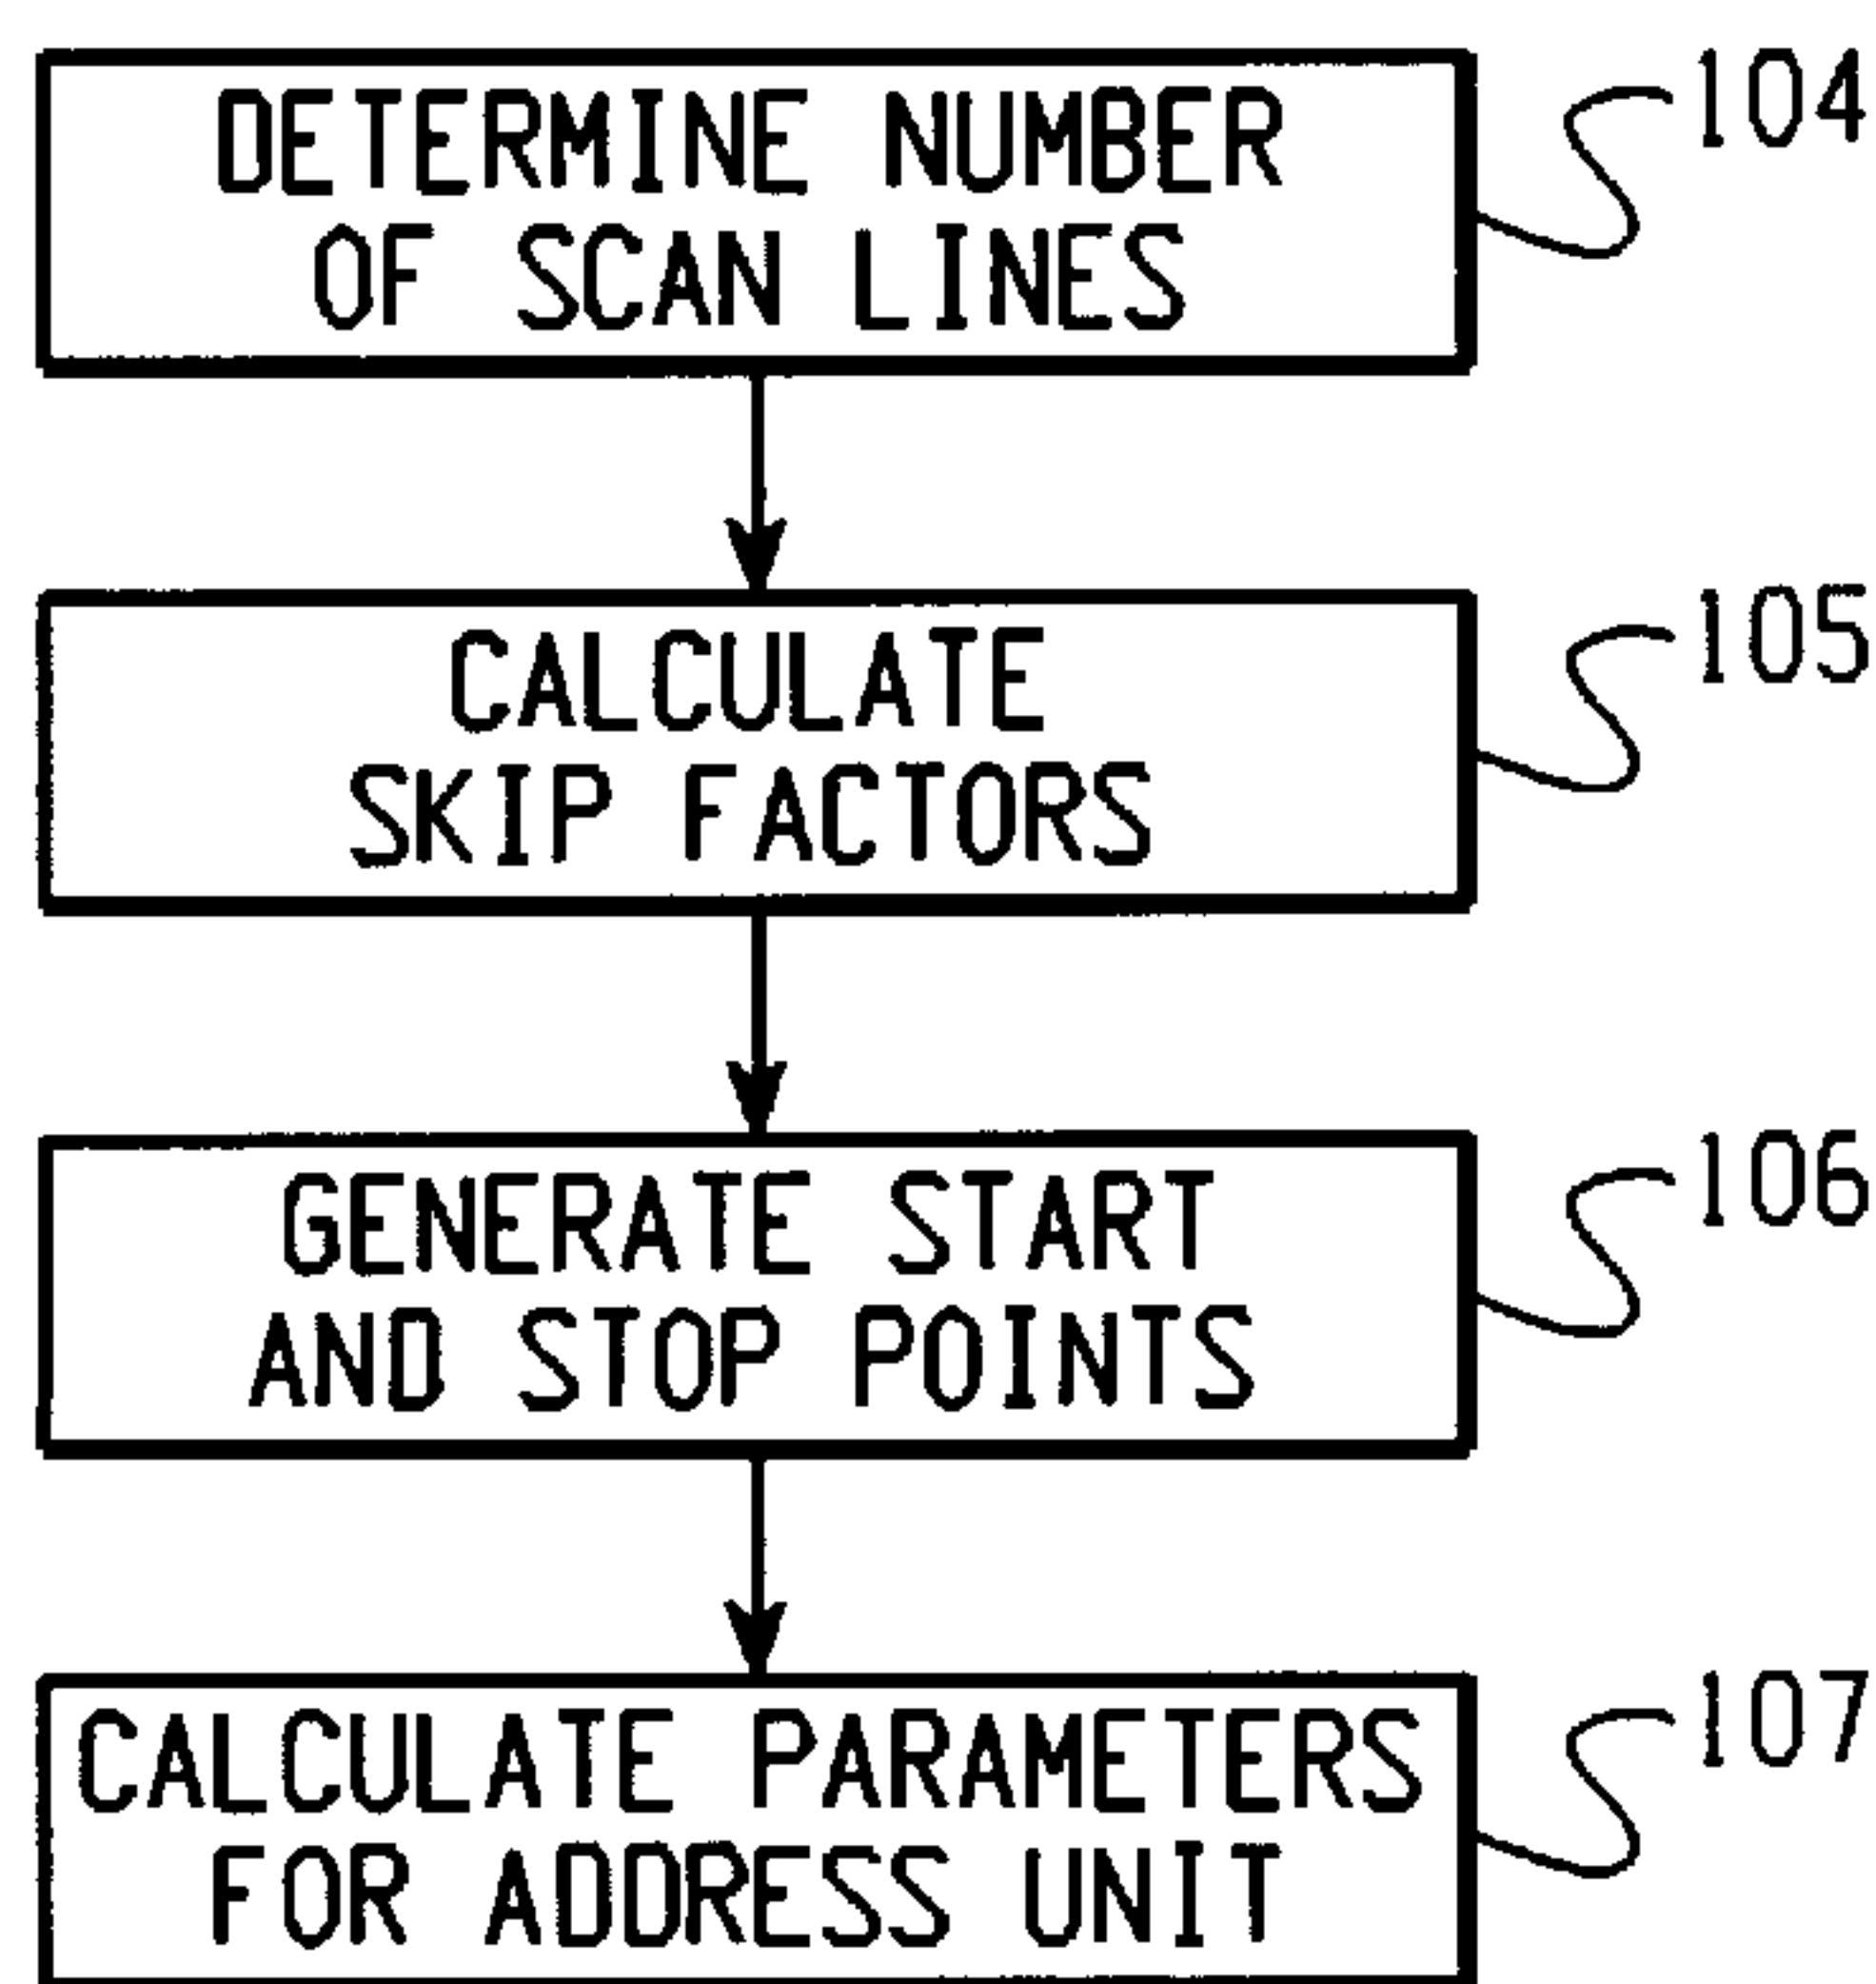 DETERMINE NUMBER
OF SCAN LINES
104
CALCULATE
SKIP FACTORS
105
GENERATE START
AND STOP POINTS
106
CALCULATE PARAMETERS
FOR ADDRESS UNIT
107